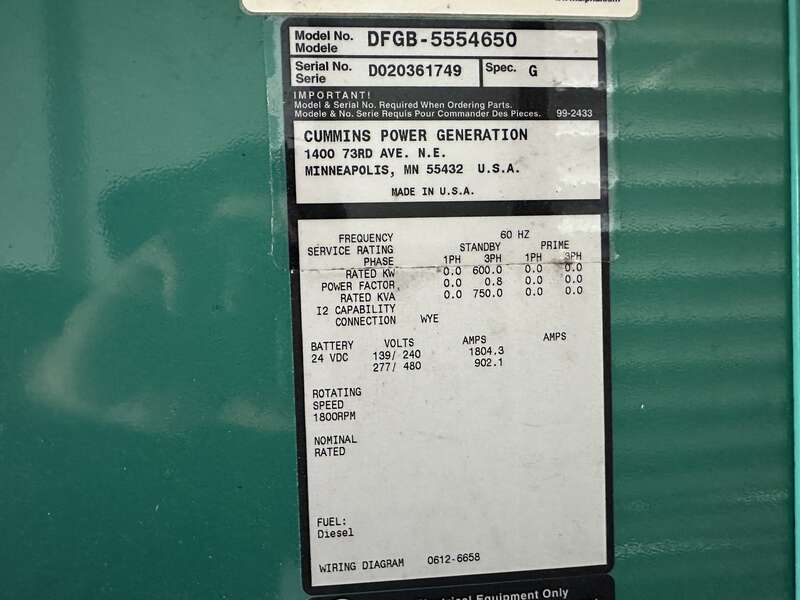 Model No. DFGB-5554650
Modele
Serial No. D020361749 Spec. G
Serie
IMPORTANT!
Model & Serial No. Required When Ordering Parts.
Modele & No. Serie Requis Pour Commander Des Pieces. 99-2433
CUMMINS POWER GENERATION
1400 73RD AVE. N.E.
MINNEAPOLIS, MN 55432 U.S.A.
MADE IN U.S.A.
FREQUENCY 60 HZ
SERVICE RATING STANDBY PRIME
PHASE 1PH 3PH 1PH 3PH
RATED KW 0.0 600.0 0.0 0.0
POWER FACTOR 0.0 0.8 0.0 0.0
RATED KVA 0.0 750.0 0.0 0.0
I2 CAPABILITY
CONNECTION WYE
BATTERY VOLTS AMPS AMPS
24 VDC 139/ 240 1804.3
277/ 480 902.1
ROTATING
SPEED
1800RPM
NOMINAL
RATED
FUEL:
Diesel
WIRING DIAGRAM 0612-6658
Equipment Only